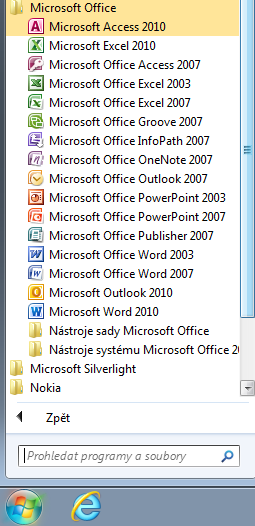 Microsoft Office
Microsoft Access 2010
Microsoft Excel 2010
Microsoft Office Access 2007
Microsoft Office Excel 2003
Microsoft Office Excel 2007
Microsoft Office Groove 2007
Microsoft Office InfoPath 2007
Microsoft Office OneNote 2007
Microsoft Office Outlook 2007
Microsoft Office PowerPoint 2003
Microsoft Office PowerPoint 2007
Microsoft Office Publisher 2007
Microsoft Office Word 2003
Microsoft Office Word 2007
Microsoft Outlook 2010
Microsoft Word 2010
Nástroje sady Microsoft Office
Nástroje systému Microsoft Office 2
Microsoft Silverlight
Nokia
Zpět
Prohledat programy a soubory